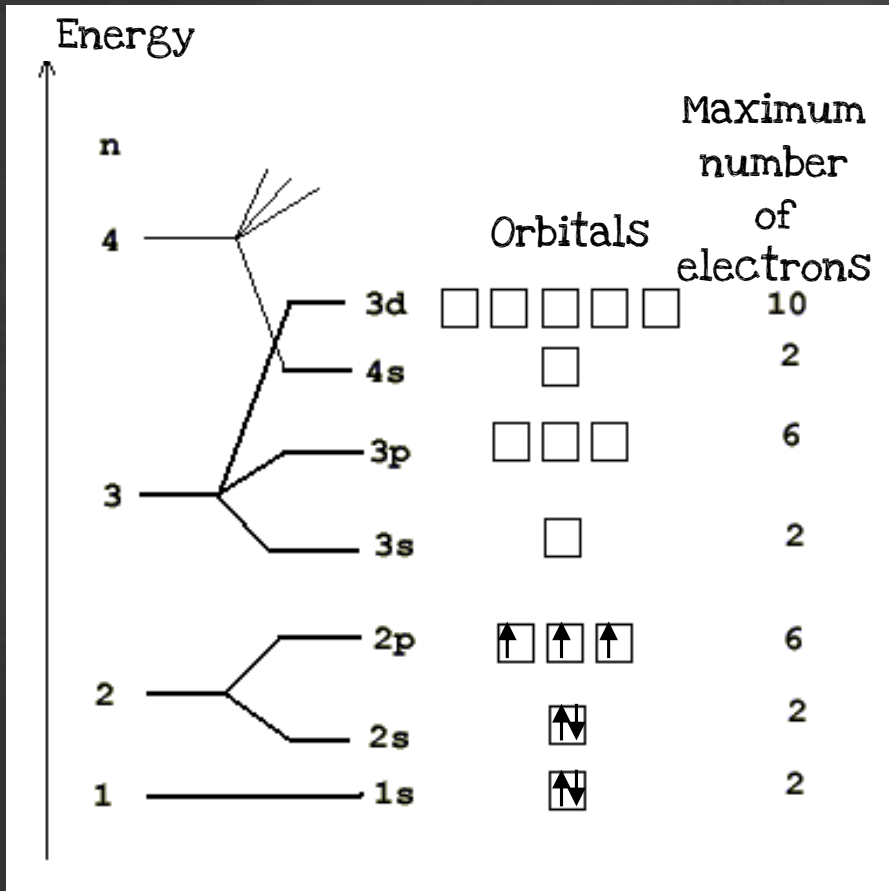 Energy
Maximum
number
of
electrons
n
Orbitals
4
3d 10
4s 2
3p 6
3
3s 2
2p 6
2
2s 2
1 1s 2